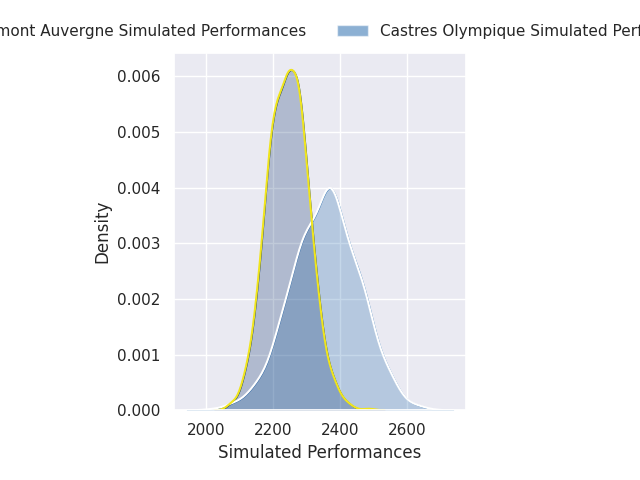 mont Auvergne Simulated Performances Castres Olympique Simulated Perf
0.006
0.005
0.004
0.003
0.002
0.001
0.000
Density
2000 2200 2400 2600
Simulated Performances